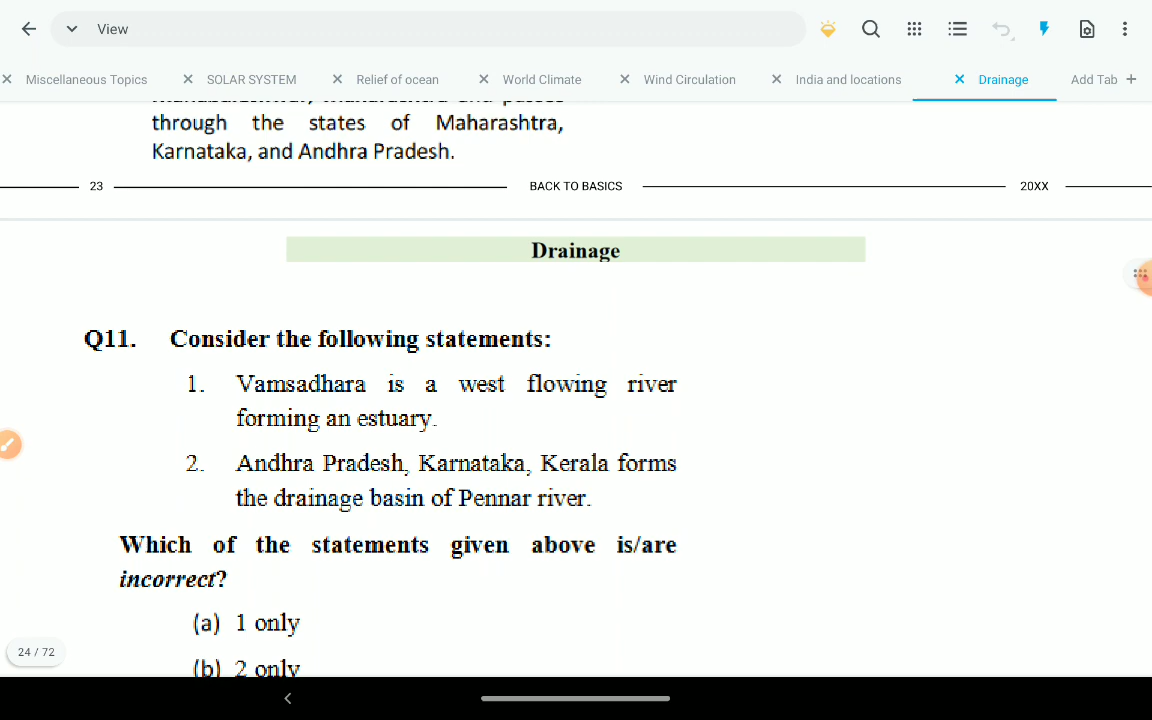 View
Miscellaneous Topics
SOLAR SYSTEM
Relief of ocean
World Climate
Wind Circulation
India and locations
Drainage
Add Tab
through the states of Maharashtra,
Karnataka, and Andhra Pradesh.
23
BACK TO BASICS
20XX
Drainage
Q11. Consider the following statements:
1. Vamsadhara is a west flowing river
forming an estuary.
2. Andhra Pradesh, Karnataka, Kerala forms
the drainage basin of Pennar river.
Which of the statements given above is/are
incorrect?
(a) 1 only
(b) 2 only
24 / 72